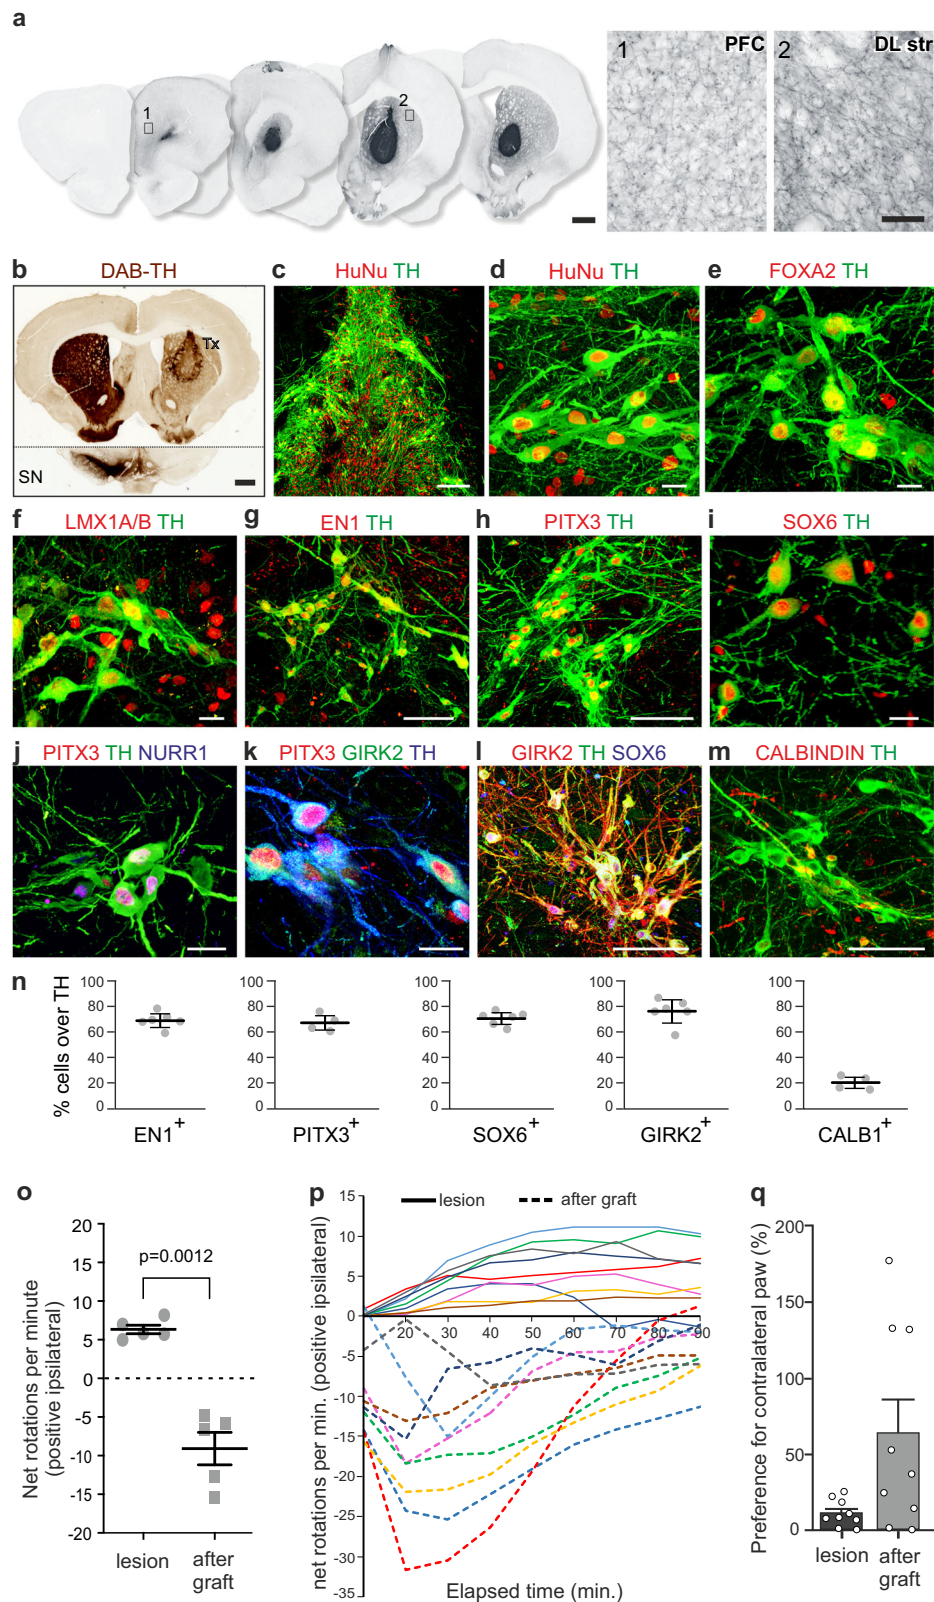 a
1
2
1
PFC
2
DL str
b
DAB-TH
Tx
SN
c
HuNu TH
d
HuNu TH
e
FOXA2 TH
f
LMX1A/B TH
g
EN1 TH
h
PITX3 TH
i
SOX6 TH
j
PITX3 TH NURR1
k
PITX3 GIRK2 TH
l
GIRK2 TH SOX6
m
CALBINDIN TH
n
% cells over TH
100
80
60
40
20
0
EN1+
100
80
60
40
20
0
PITX3+
100
80
60
40
20
0
SOX6+
100
80
60
40
20
0
GIRK2+
100
80
60
40
20
0
CALB1+
o
Net rotations per minute
(positive ipsilateral)
20
15
10
5
0
-5
-10
-15
-20
p=0.0012
lesion
after
graft
p
net rotations per min. (positive ipsilateral)
15
10
5
0
-5
-10
-15
-20
-25
-30
-35
lesion
after graft
20 30 40 50 60 70 80 90
Elapsed time (min.)
q
Preference for contralateral paw (%)
200
150
100
50
0
lesion
after
graft